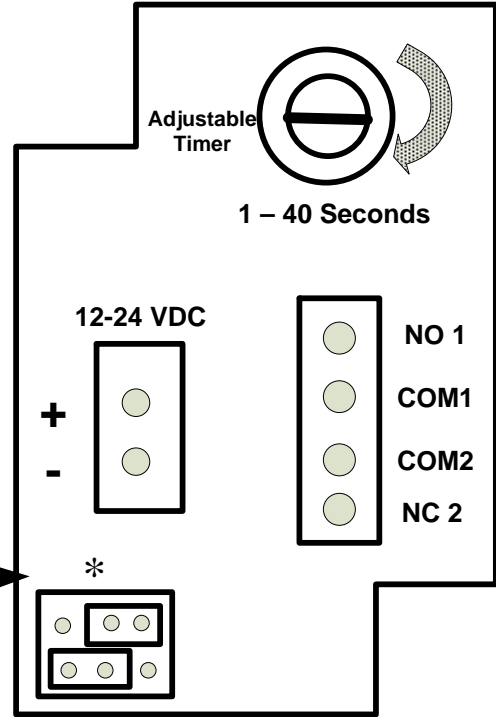 Adjustable
Timer
1 – 40 Seconds
12-24 VDC
+
-
NO 1
COM1
COM2
NC 2
*